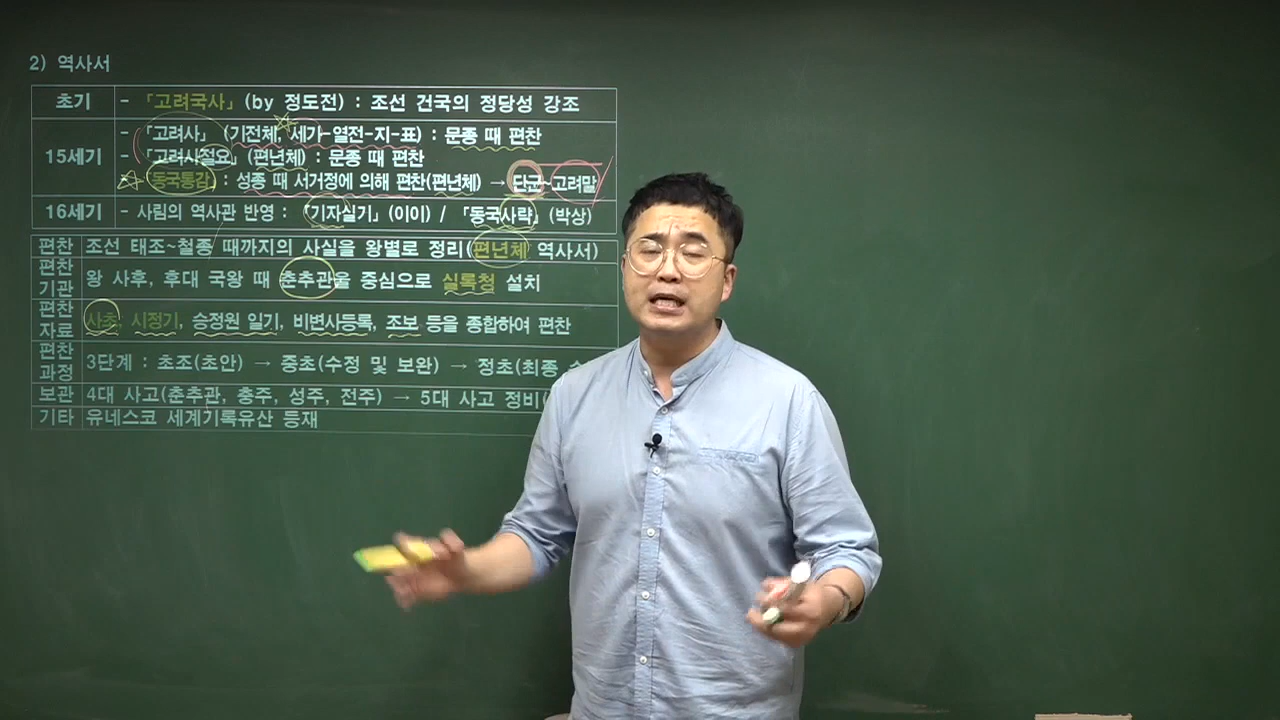 2) 역사서
초기 - 「고려국사」(by 정도전) : 조선 건국의 정당성 강조
15세기 - 「고려사」 (기전체, 세가-열전-지-표) : 문종 때 편찬
- 「고려사절요」(편년체) : 문종 때 편찬
동국통감」 : 성종 때 서거정에 의해 편찬(편년체) → 단군~고려말
16세기 - 사림의 역사관 반영 : 「기자실기」(이이) / 「동국사략」(박상)
편찬 조선 태조~철종 때까지의 사실을 왕별로 정리(편년체 역사서)
편찬
기관 왕 사후, 후대 국왕 때 춘추관울 중심으로 실록청 설치
편찬
자료 사초, 시정기, 승정원 일기, 비변사등록, 조보 등을 종합하여 편찬
편찬
과정 3단계 : 초조(초안) → 중초(수정 및 보완) → 정초(최종
보관 4대 사고(춘추관, 충주, 성주, 전주) → 5대 사고 정비(
기타 유네스코 세계기록유산 등재